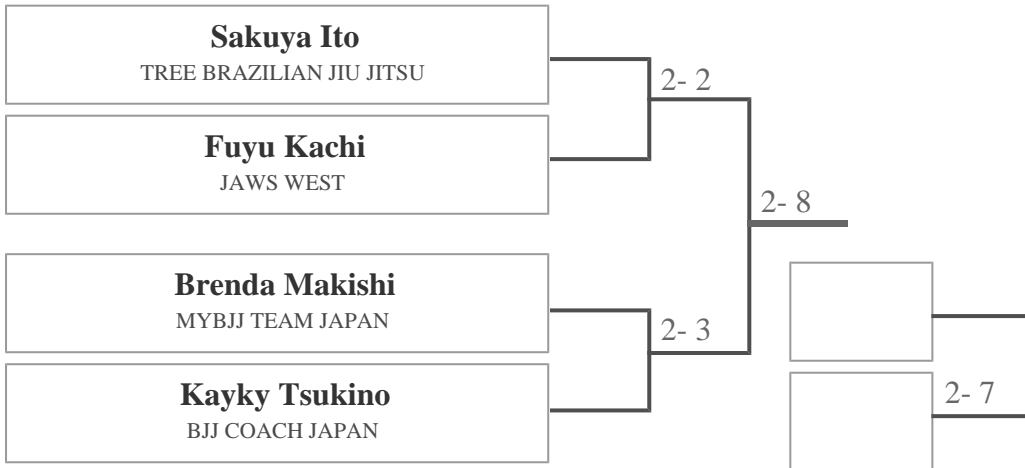 Sakuya Ito
TREE BRAZILIAN JIU JITSU
2- 2
Fuyu Kachi
JAWS WEST
2- 8
Brenda Makishi
MYBJJ TEAM JAPAN
2- 3
Kayky Tsukino
BJJ COACH JAPAN
2- 7